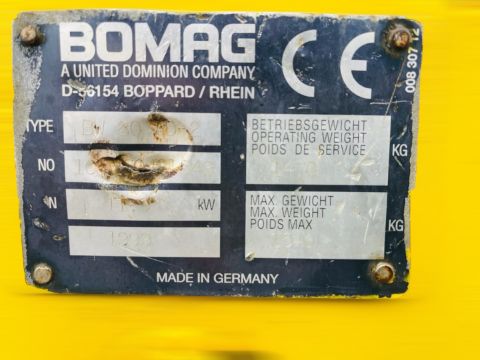 BOMAG
A UNITED DOMINION COMPANY
D-56154 BOPPARD / RHEIN
CE
008 307 12
TYPE
BETRIEBSGEWICHT
OPERATING WEIGHT
POIDS DE SERVICE
KG
NO
N
kW
MAX. GEWICHT
MAX. WEIGHT
POIDS MAX
KG
MADE IN GERMANY